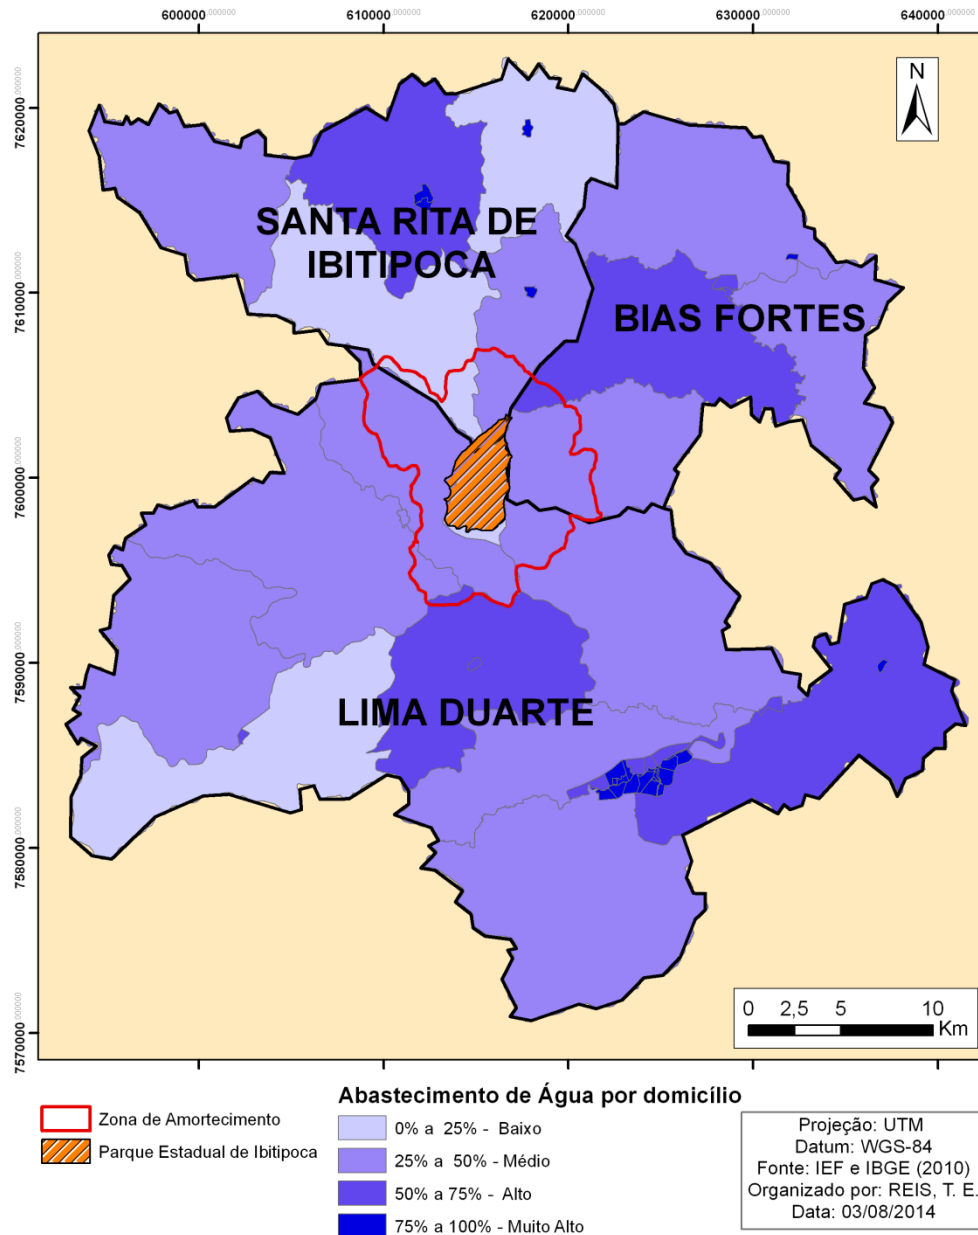 600000,000000
610000,000000
620000,000000
630000,000000
640000,000000
7620000,000000
7610000,000000
7600000,000000
7590000,000000
7580000,000000
7570000,000000
N
SANTA RITA DE
IBITIPOCA
BIAS FORTES
LIMA DUARTE
0 2,5 5 10
Km
Zona de Amortecimento
Parque Estadual de Ibitipoca
Abastecimento de Água por domicílio
0% a 25% - Baixo
25% a 50% - Médio
50% a 75% - Alto
75% a 100% - Muito Alto
Projeção: UTM
Datum: WGS-84
Fonte: IEF e IBGE (2010)
Organizado por: REIS, T. E.
Data: 03/08/2014